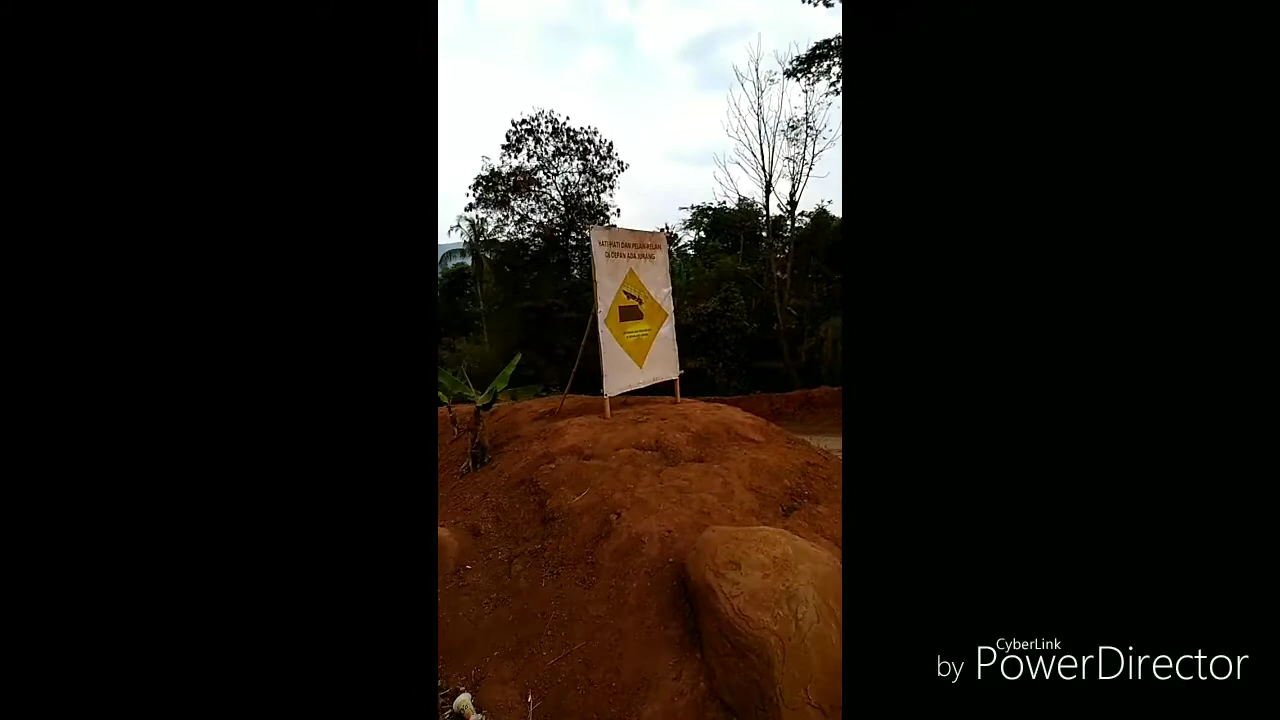 HATI-HATI DAN PELAN-PELAN
DI DEPAN ADA JURANG
CyberLink
by PowerDirector